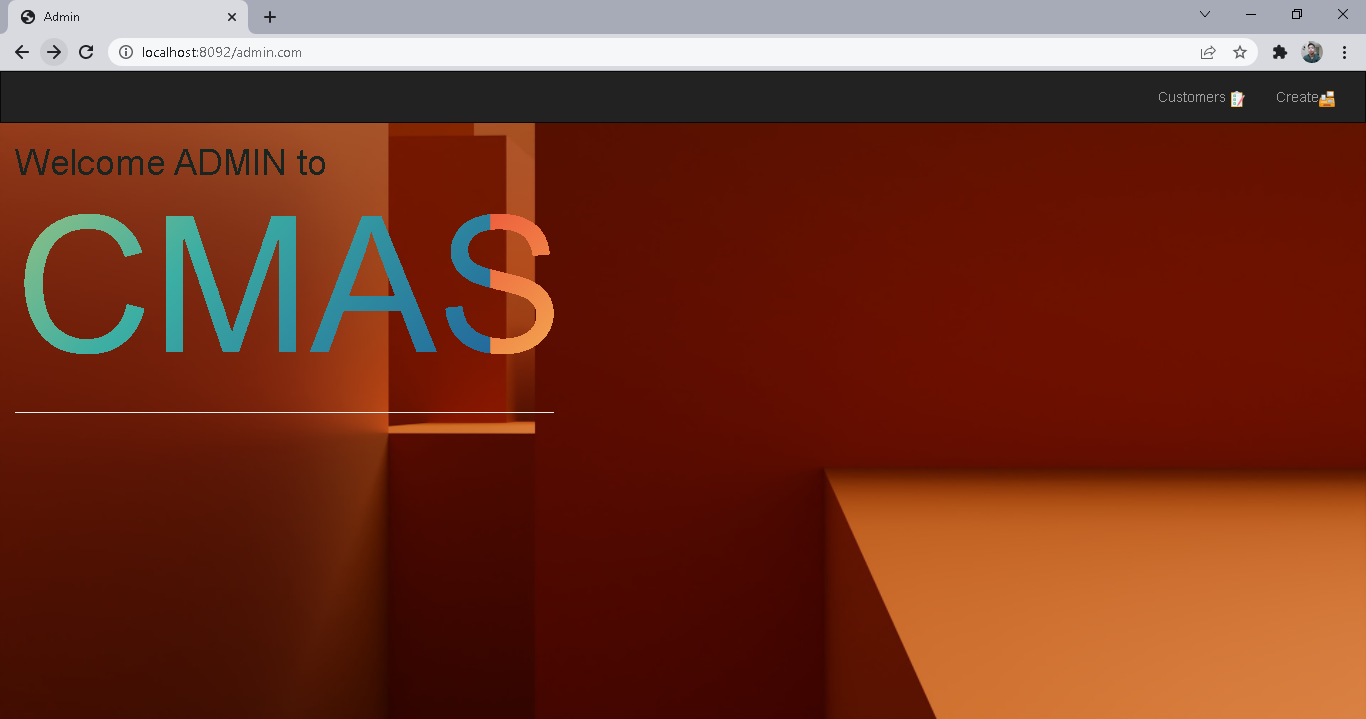 Admin
localhost:8092/admin.com
Customers
Create
Welcome ADMIN to
CMAS